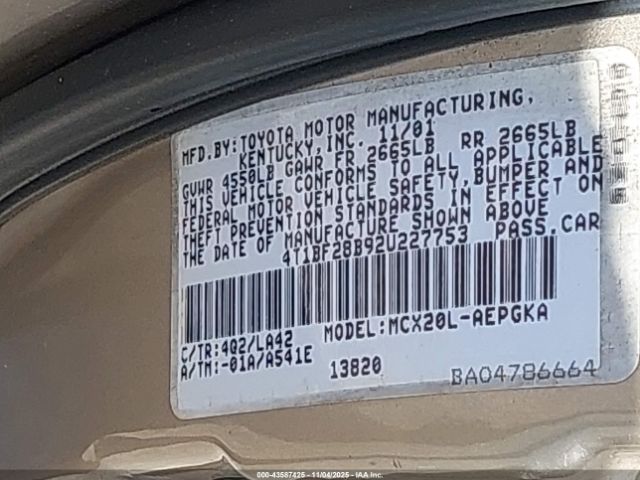 MFD.BY:TOYOTA MOTOR MANUFACTURING,
KENTUCKY,INC. 11/01
GVWR 4550LB GAWR FR 2665LB RR 2665LB
THIS VEHICLE CONFORMS TO ALL APPLICABLE
FEDERAL MOTOR VEHICLE SAFETY,BUMPER AND
THEFT PREVENTION STANDARDS IN EFFECT ON
THE DATE OF MANUFACTURE SHOWN ABOVE
4T1BF28B92U227753 PASS.CAR
C/TR:4Q2/LA42 MODEL:MCX20L-AEPGKA
A/TM:-01A/A541E
13820 BA04786664
000-43587425 - 11/04/2025 - IAA Inc.